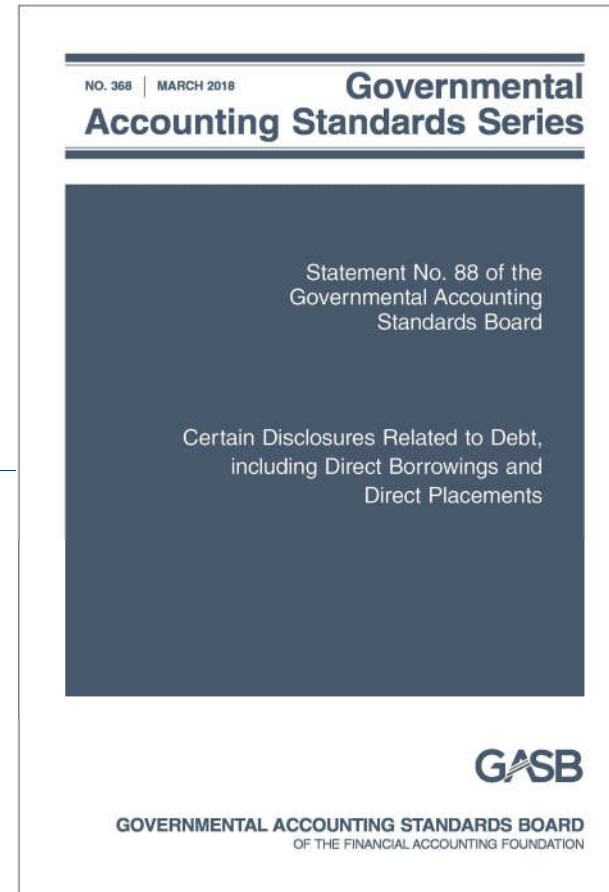 NO. 368 | MARCH 2018
Governmental
Accounting Standards Series
Statement No. 88 of the
Governmental Accounting
Standards Board
Certain Disclosures Related to Debt,
including Direct Borrowings and
Direct Placements
GASB
GOVERNMENTAL ACCOUNTING STANDARDS BOARD
OF THE FINANCIAL ACCOUNTING FOUNDATION